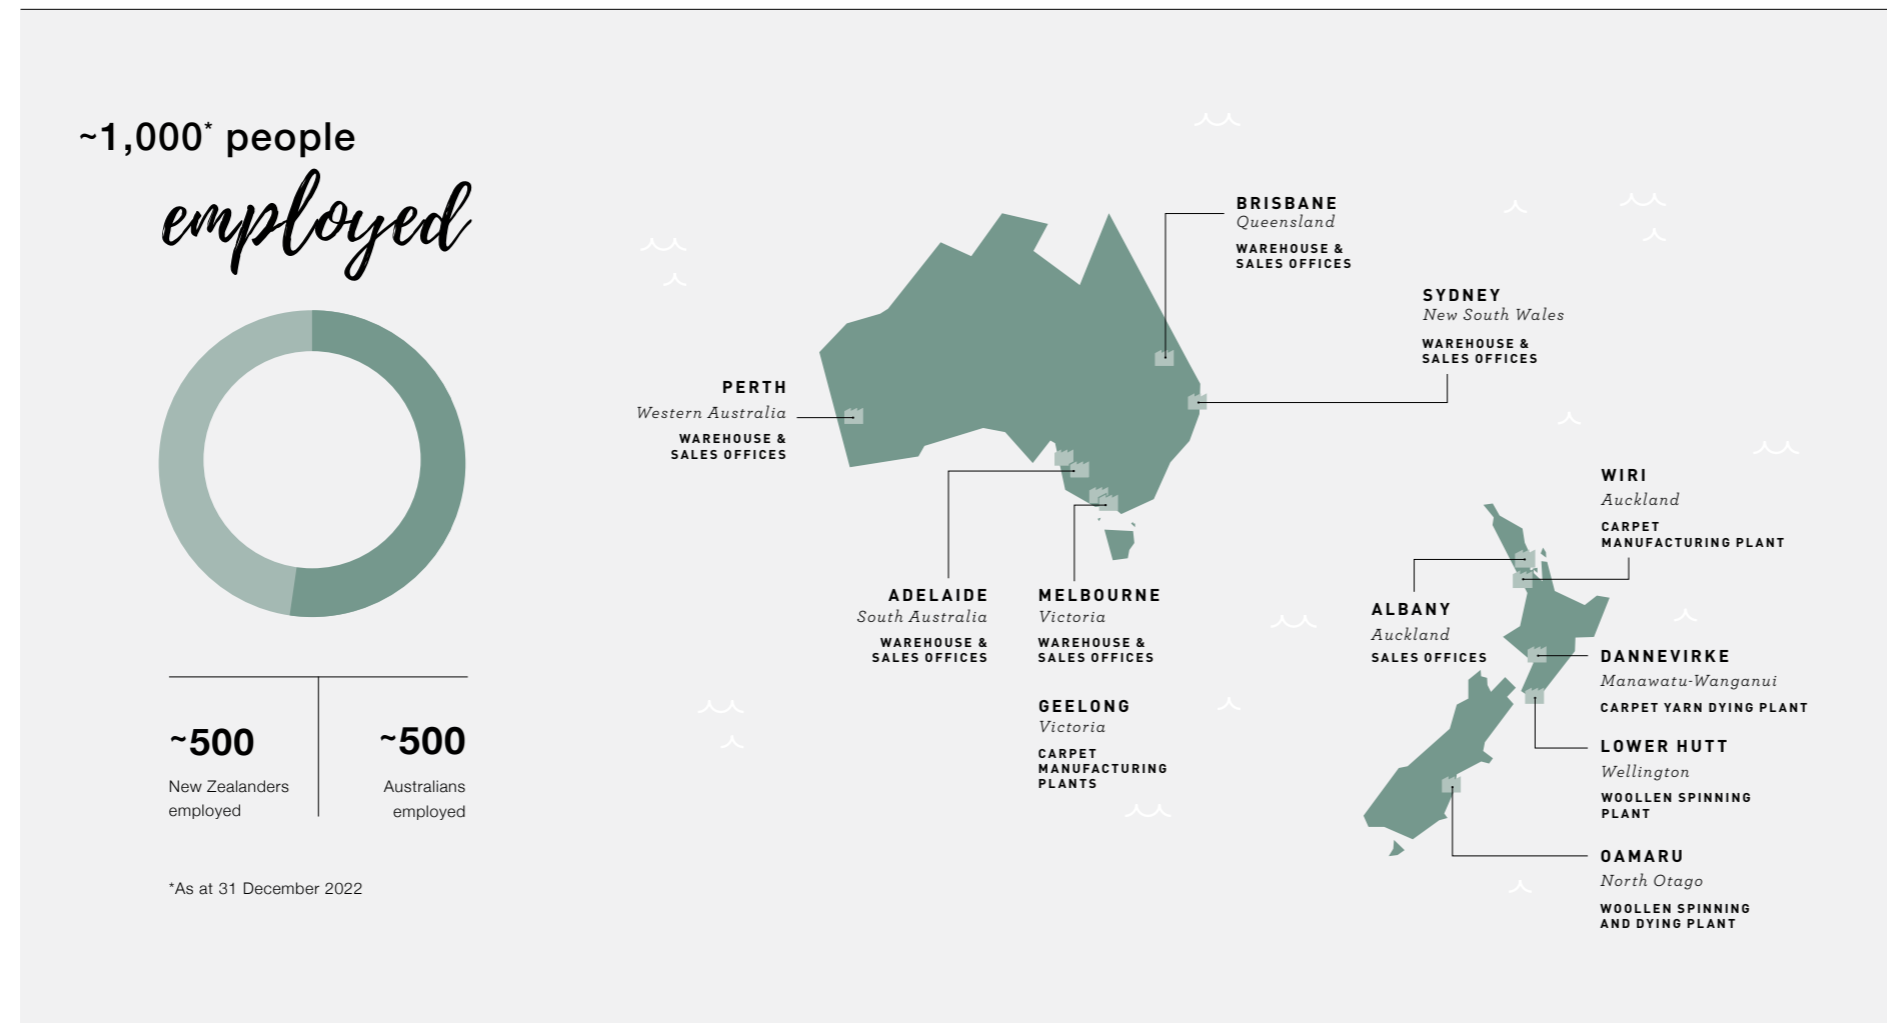 ~1,000* people
employed
~500
New Zealanders
employed
~500
Australians
employed
*As at 31 December 2022
PERTH
Western Australia
WAREHOUSE &
SALES OFFICES
BRISBANE
Queensland
WAREHOUSE &
SALES OFFICES
SYDNEY
New South Wales
WAREHOUSE &
SALES OFFICES
ADELAIDE
South Australia
WAREHOUSE &
SALES OFFICES
MELBOURNE
Victoria
WAREHOUSE &
SALES OFFICES
GEELONG
Victoria
CARPET
MANUFACTURING
PLANTS
WIRI
Auckland
CARPET
MANUFACTURING PLANT
ALBANY
Auckland
SALES OFFICES
DANNEVIRKE
Manawatu-Wanganui
CARPET YARN DYING PLANT
LOWER HUTT
Wellington
WOOLLEN SPINNING
PLANT
OAMARU
North Otago
WOOLLEN SPINNING
AND DYING PLANT